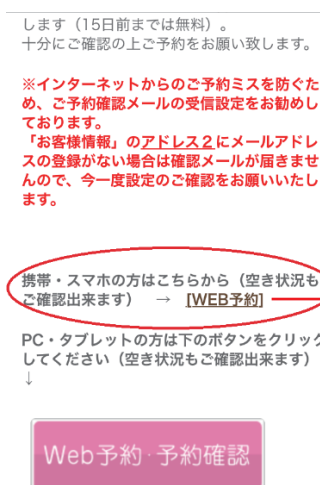 します（15日前までは無料）。
十分にご確認の上ご予約をお願い致します。
※インターネットからのご予約ミスを防ぐた
め、ご予約確認メールの受信設定をお勧めし
ております。
「お客様情報」のアドレス２にメールアドレ
スの登録がない場合は確認メールが届きませ
んので、今一度設定のご確認をお願いいたし
ます。
携帯・スマホの方はこちらから（空き状況も
ご確認出来ます）　→　[WEB予約]
PC・タブレットの方は下のボタンをクリック
してください（空き状況もご確認出来ます）
↓
Web予約·予約確認